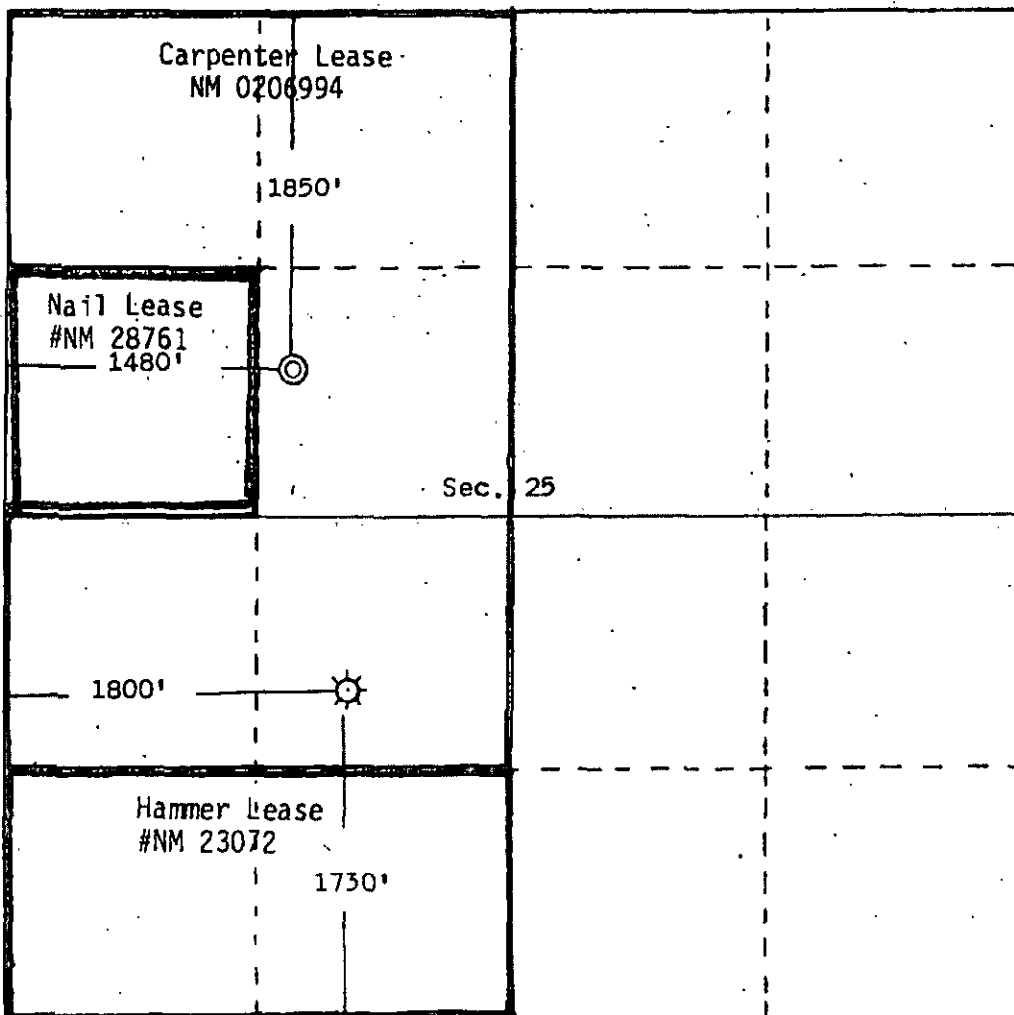 Carpenter Lease
NM 0206994
1850'
Nail Lease
#NM 28761
1480'
Sec. 25
1800'
Hammer Lease
#NM 23072
1730'